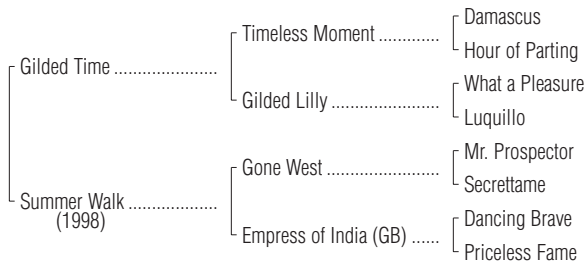 Damascus
Timeless Moment .............
Hour of Parting
Gilded Time ......................
What a Pleasure
Gilded Lilly .......................
Luquillo
Mr. Prospector
Gone West ........................
Secrettame
Summer Walk ...................
(1998)
Dancing Brave
Empress of India (GB) ......
Priceless Fame